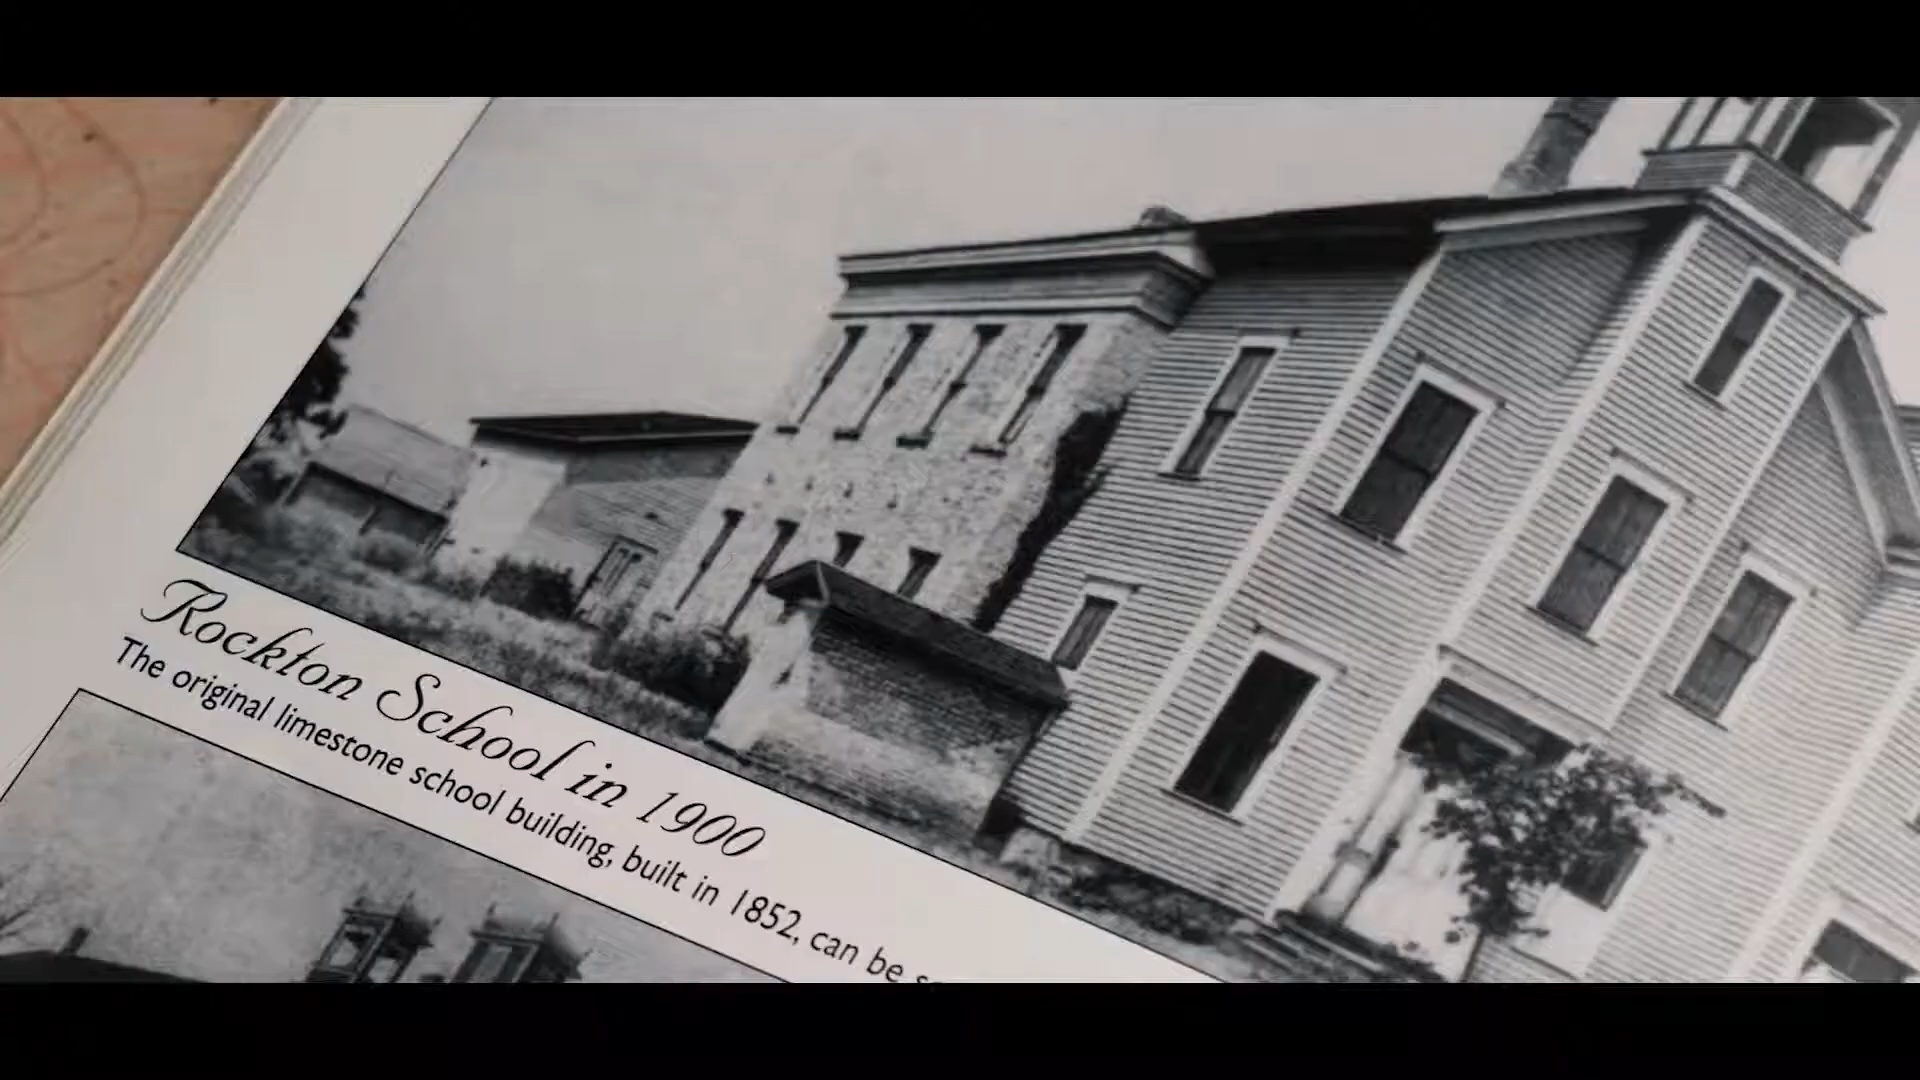 Rockton School in 1900
The original limestone school building, built in 1852, can be